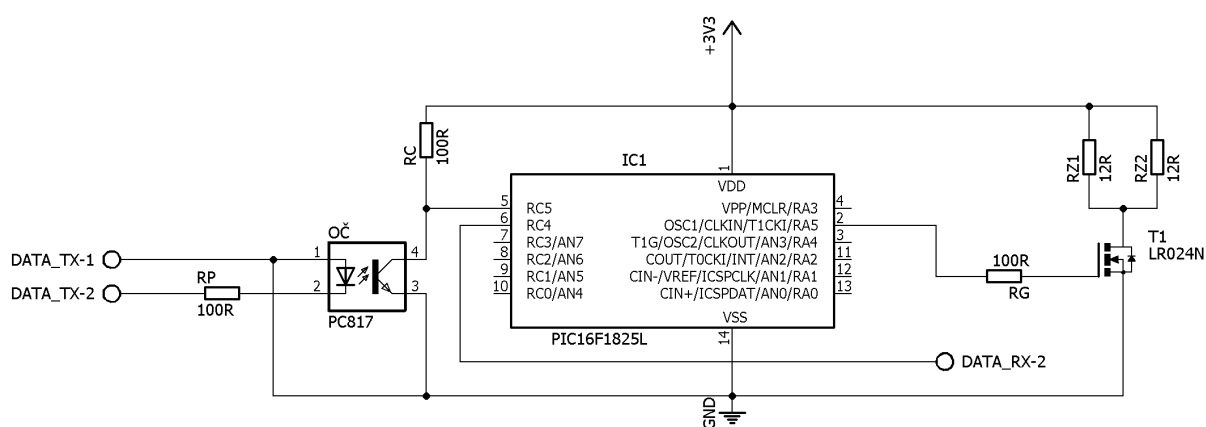 +3V3
RC
100R
IC1
RZ1
12R
RZ2
12R
1
VDD
5
RC5
VPP/MCLR/RA3
4
6
RC4
OSC1/CLKIN/T1CKI/RA5
2
7
RC3/AN7
T1G/OSC2/CLKOUT/AN3/RA4
3
8
RC2/AN6
COUT/T0CKI/INT/AN2/RA2
11
9
RC1/AN5
CIN-/VREF/ICSPCLK/AN1/RA1
12
10
RC0/AN4
CIN+/ICSPDAT/AN0/RA0
13
VSS
14
PIC16F1825L
OČ
1
4
2
3
PC817
DATA_TX-1
DATA_TX-2
RP
100R
100R
RG
T1
LR024N
DATA_RX-2
GND